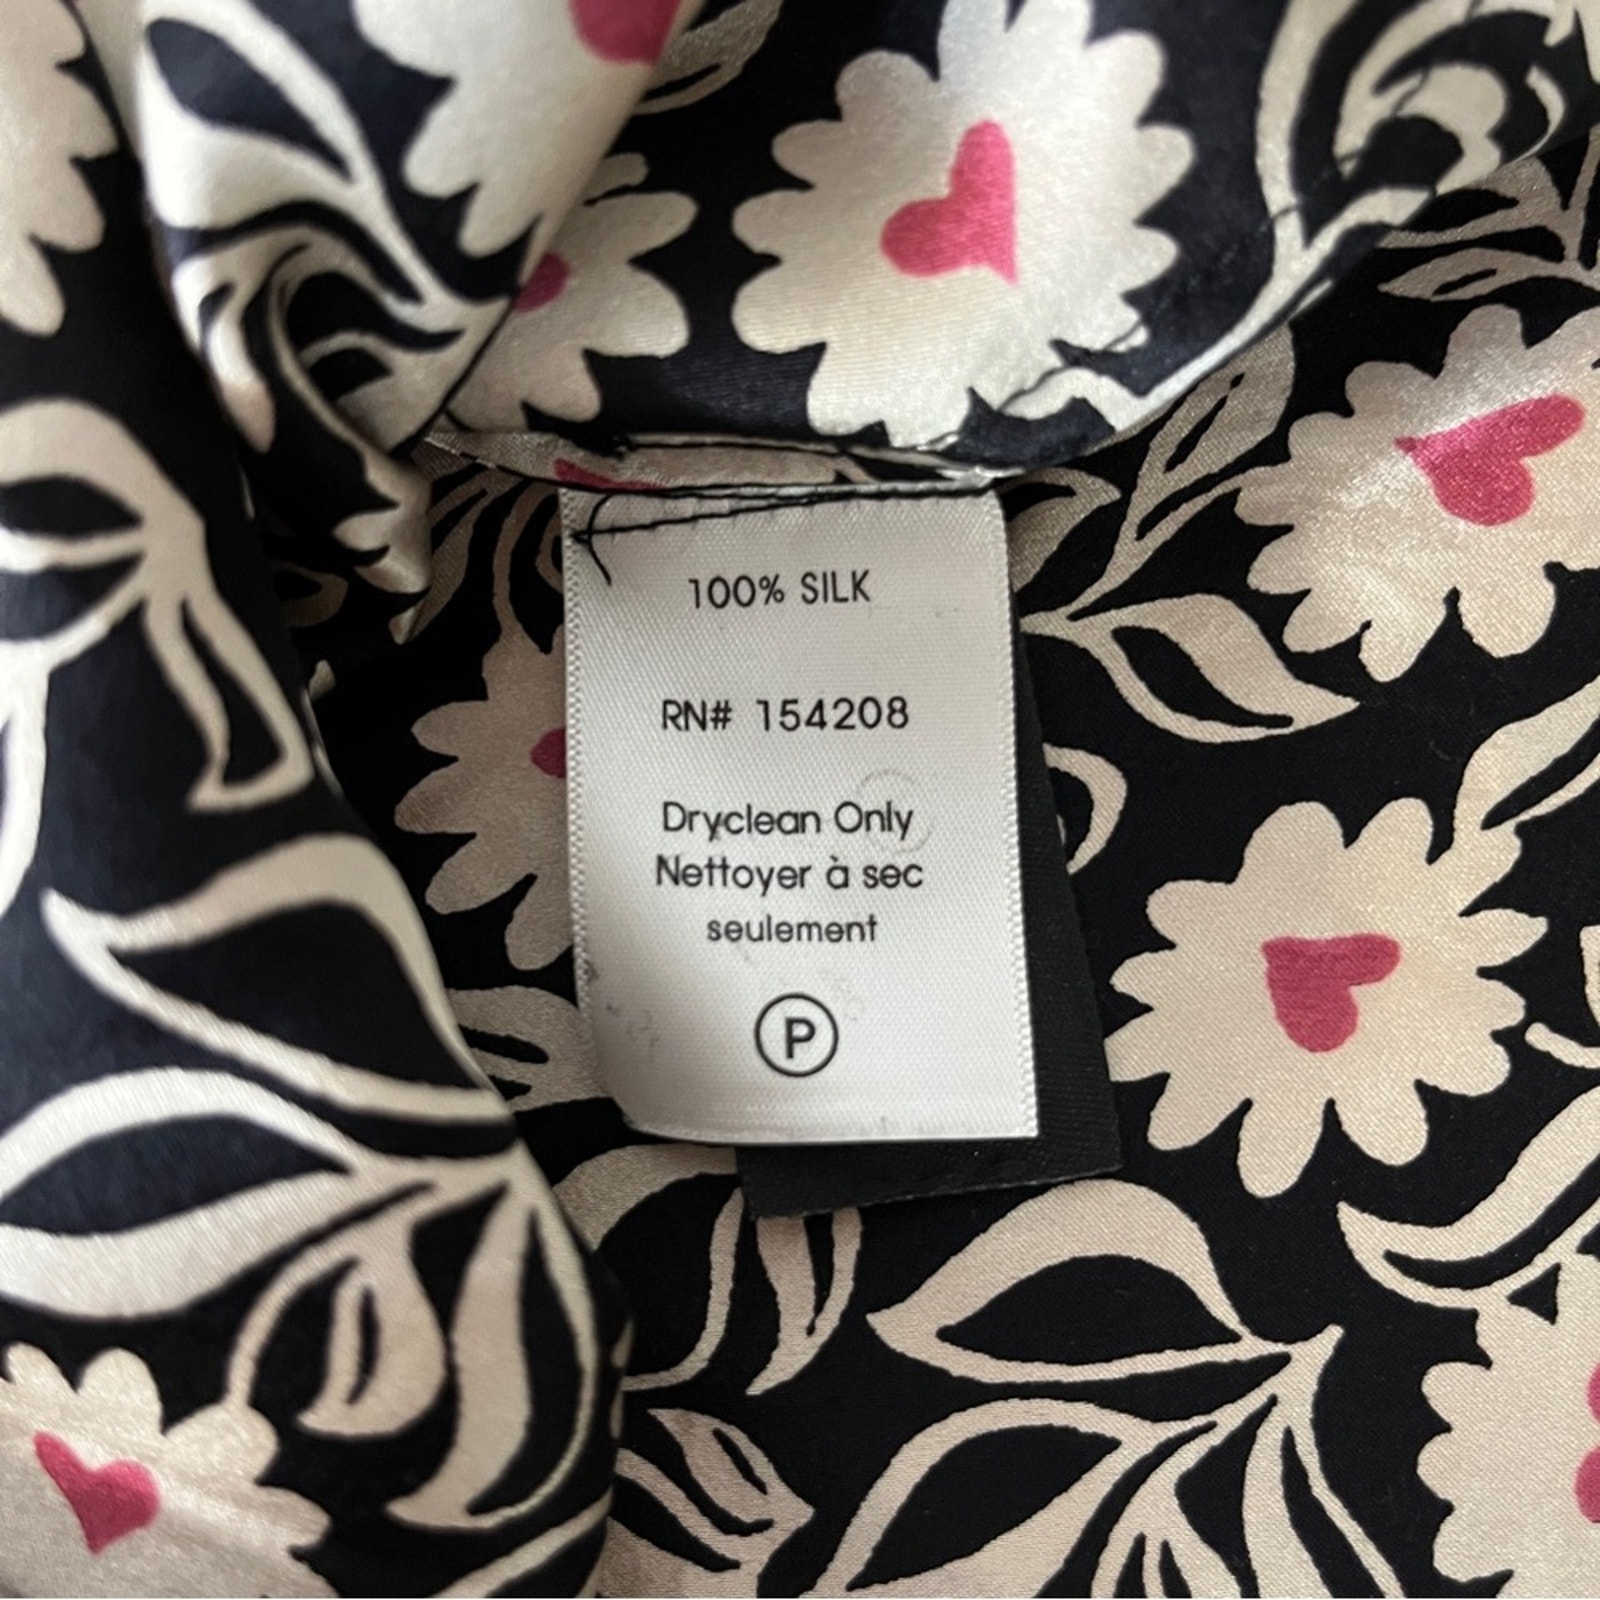 100% SILK
RN# 154208
Dryclean Only
Nettoyer à sec
seulement
P